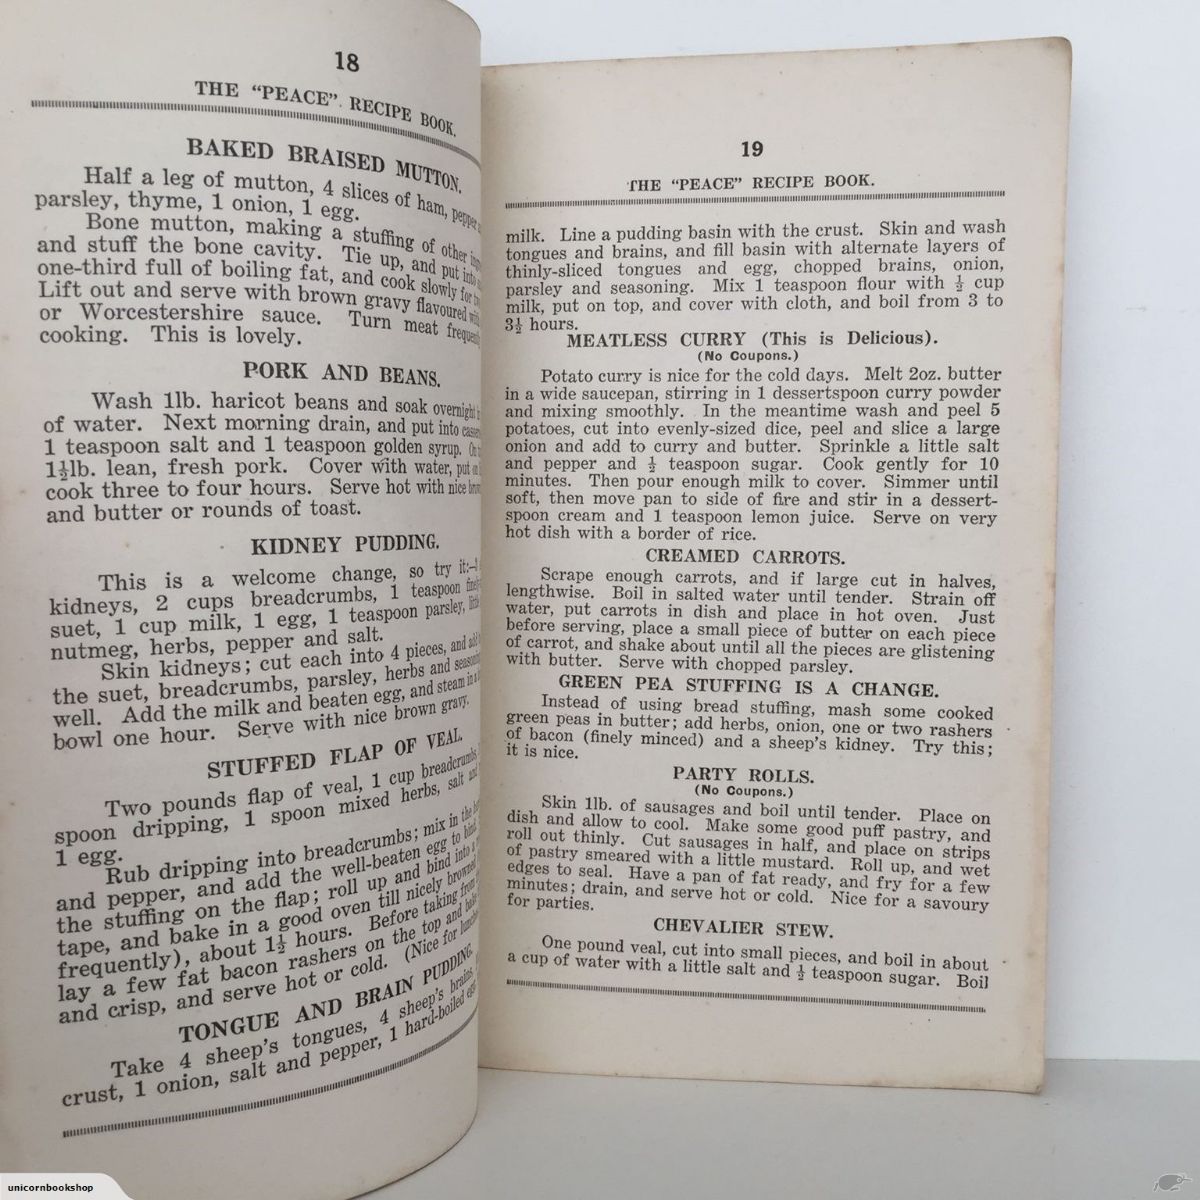 18
THE "PEACE" RECIPE BOOK.
BAKED BRAISED MUTTON.
Half a leg of mutton, 4 slices of ham, pepper
parsley, thyme, 1 onion, 1 egg.
Bone mutton, making a stuffing of other
and stuff the bone cavity. Tie up, and put into
one-third full of boiling fat, and cook slowly for
Lift out and serve with brown gravy flavoured with
or Worcestershire sauce. Turn meat frequently
cooking. This is lovely.
PORK AND BEANS.
Wash 1lb. haricot beans and soak overnight
of water. Next morning drain, and put into
1 teaspoon salt and 1 teaspoon golden syrup.
1½lb. lean, fresh pork. Cover with water, put
cook three to four hours. Serve hot with nice
and butter or rounds of toast.
KIDNEY PUDDING.
This is a welcome change, so try it:—
kidneys, 2 cups breadcrumbs, 1 teaspoon
suet, 1 cup milk, 1 egg, 1 teaspoon parsley,
nutmeg, herbs, pepper and salt.
Skin kidneys; cut each into 4 pieces, and
the suet, breadcrumbs, parsley, herbs and
well. Add the milk and beaten egg, and steam in
bowl one hour. Serve with nice brown gravy.
STUFFED FLAP OF VEAL.
Two pounds flap of veal, 1 cup breadcrumbs,
spoon dripping, 1 spoon mixed herbs, salt
1 egg.
Rub dripping into breadcrumbs; mix in the
and pepper, and add the well-beaten egg to
the stuffing on the flap; roll up and bind into a
tape, and bake in a good oven till nicely browned
frequently), about 1½ hours. Before taking from
lay a few fat bacon rashers on the top and
and crisp, and serve hot or cold. (Nice for
TONGUE AND BRAIN PUDDING.
Take 4 sheep's tongues, 4 sheep's brains,
crust, 1 onion, salt and pepper, 1 hard-boiled egg
19
THE "PEACE" RECIPE BOOK.
milk. Line a pudding basin with the crust. Skin and wash
tongues and brains, and fill basin with alternate layers of
thinly-sliced tongues and egg, chopped brains, onion,
parsley and seasoning. Mix 1 teaspoon flour with ½ cup
milk, put on top, and cover with cloth, and boil from 3 to
3½ hours.
MEATLESS CURRY (This is Delicious).
(No Coupons.)
Potato curry is nice for the cold days. Melt 2oz. butter
in a wide saucepan, stirring in 1 dessertspoon curry powder
and mixing smoothly. In the meantime wash and peel 5
potatoes, cut into evenly-sized dice, peel and slice a large
onion and add to curry and butter. Sprinkle a little salt
and pepper and ½ teaspoon sugar. Cook gently for 10
minutes. Then pour enough milk to cover. Simmer until
soft, then move pan to side of fire and stir in a dessert-
spoon cream and 1 teaspoon lemon juice. Serve on very
hot dish with a border of rice.
CREAMED CARROTS.
Scrape enough carrots, and if large cut in halves,
lengthwise. Boil in salted water until tender. Strain off
water, put carrots in dish and place in hot oven. Just
before serving, place a small piece of butter on each piece
of carrot, and shake about until all the pieces are glistening
with butter. Serve with chopped parsley.
GREEN PEA STUFFING IS A CHANGE.
Instead of using bread stuffing, mash some cooked
green peas in butter; add herbs, onion, one or two rashers
of bacon (finely minced) and a sheep's kidney. Try this;
it is nice.
PARTY ROLLS.
(No Coupons.)
Skin 1lb. of sausages and boil until tender. Place on
dish and allow to cool. Make some good puff pastry, and
roll out thinly. Cut sausages in half, and place on strips
of pastry smeared with a little mustard. Roll up, and wet
edges to seal. Have a pan of fat ready, and fry for a few
minutes; drain, and serve hot or cold. Nice for a savoury
for parties.
CHEVALIER STEW.
One pound veal, cut into small pieces, and boil in about
a cup of water with a little salt and ½ teaspoon sugar. Boil
unicornbookshop